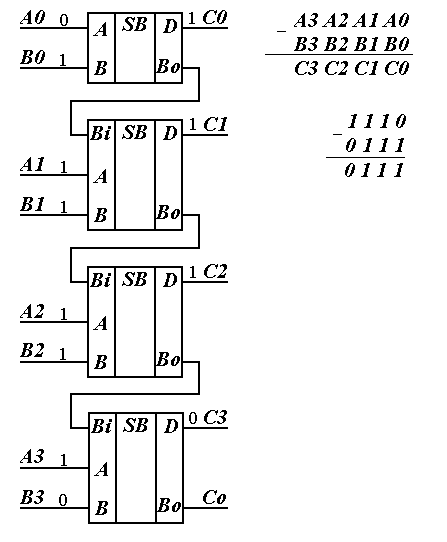 A0 0 A SB D 1 C0
B0 1 B Bo
Bi SB D 1 C1
A1 1 A
B1 1 B Bo
Bi SB D 1 C2
A2 1 A
B2 1 B Bo
Bi SB D 0 C3
A3 1 A
B3 0 B Bo Co
– A3 A2 A1 A0
B3 B2 B1 B0
C3 C2 C1 C0
– 1 1 1 0
0 1 1 1
0 1 1 1